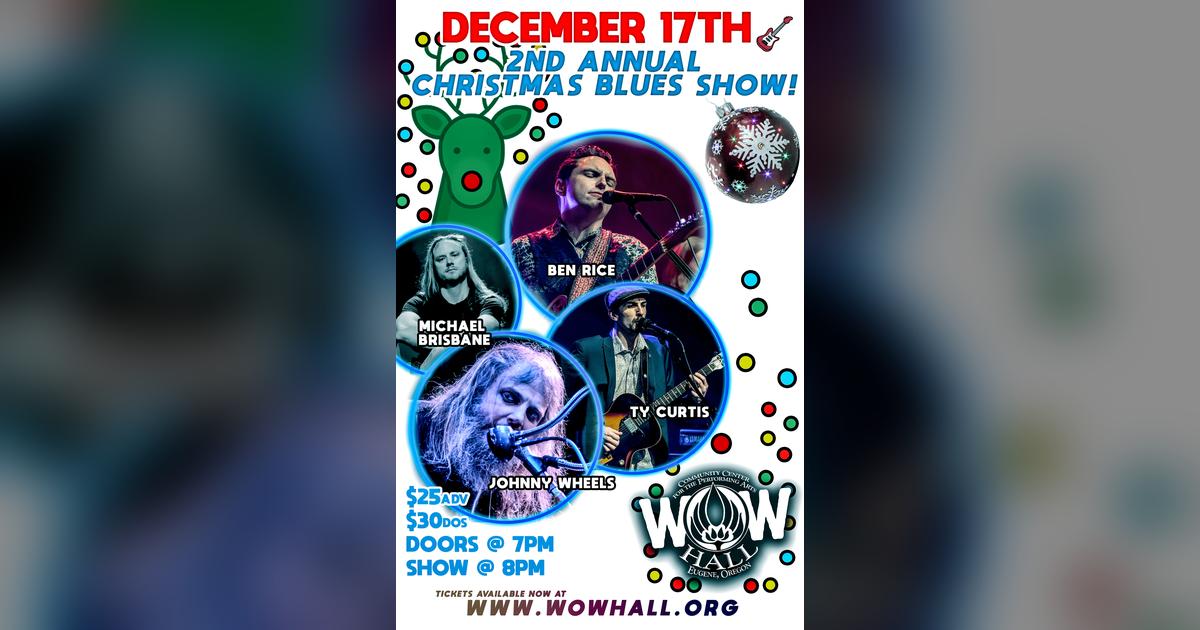 DECEMBER 17TH
2ND ANNUAL
CHRISTMAS BLUES SHOW!
BEN RICE
MICHAEL
BRISBANE
TY CURTIS
JOHNNY WHEELS
$25ADV
$30DOS
DOORS @ 7PM
SHOW @ 8PM
COMMUNITY CENTER
FOR THE PERFORMING ARTS
WOW
HALL
EUGENE, OREGON
TICKETS AVAILABLE NOW AT
WWW.WOWHALL.ORG